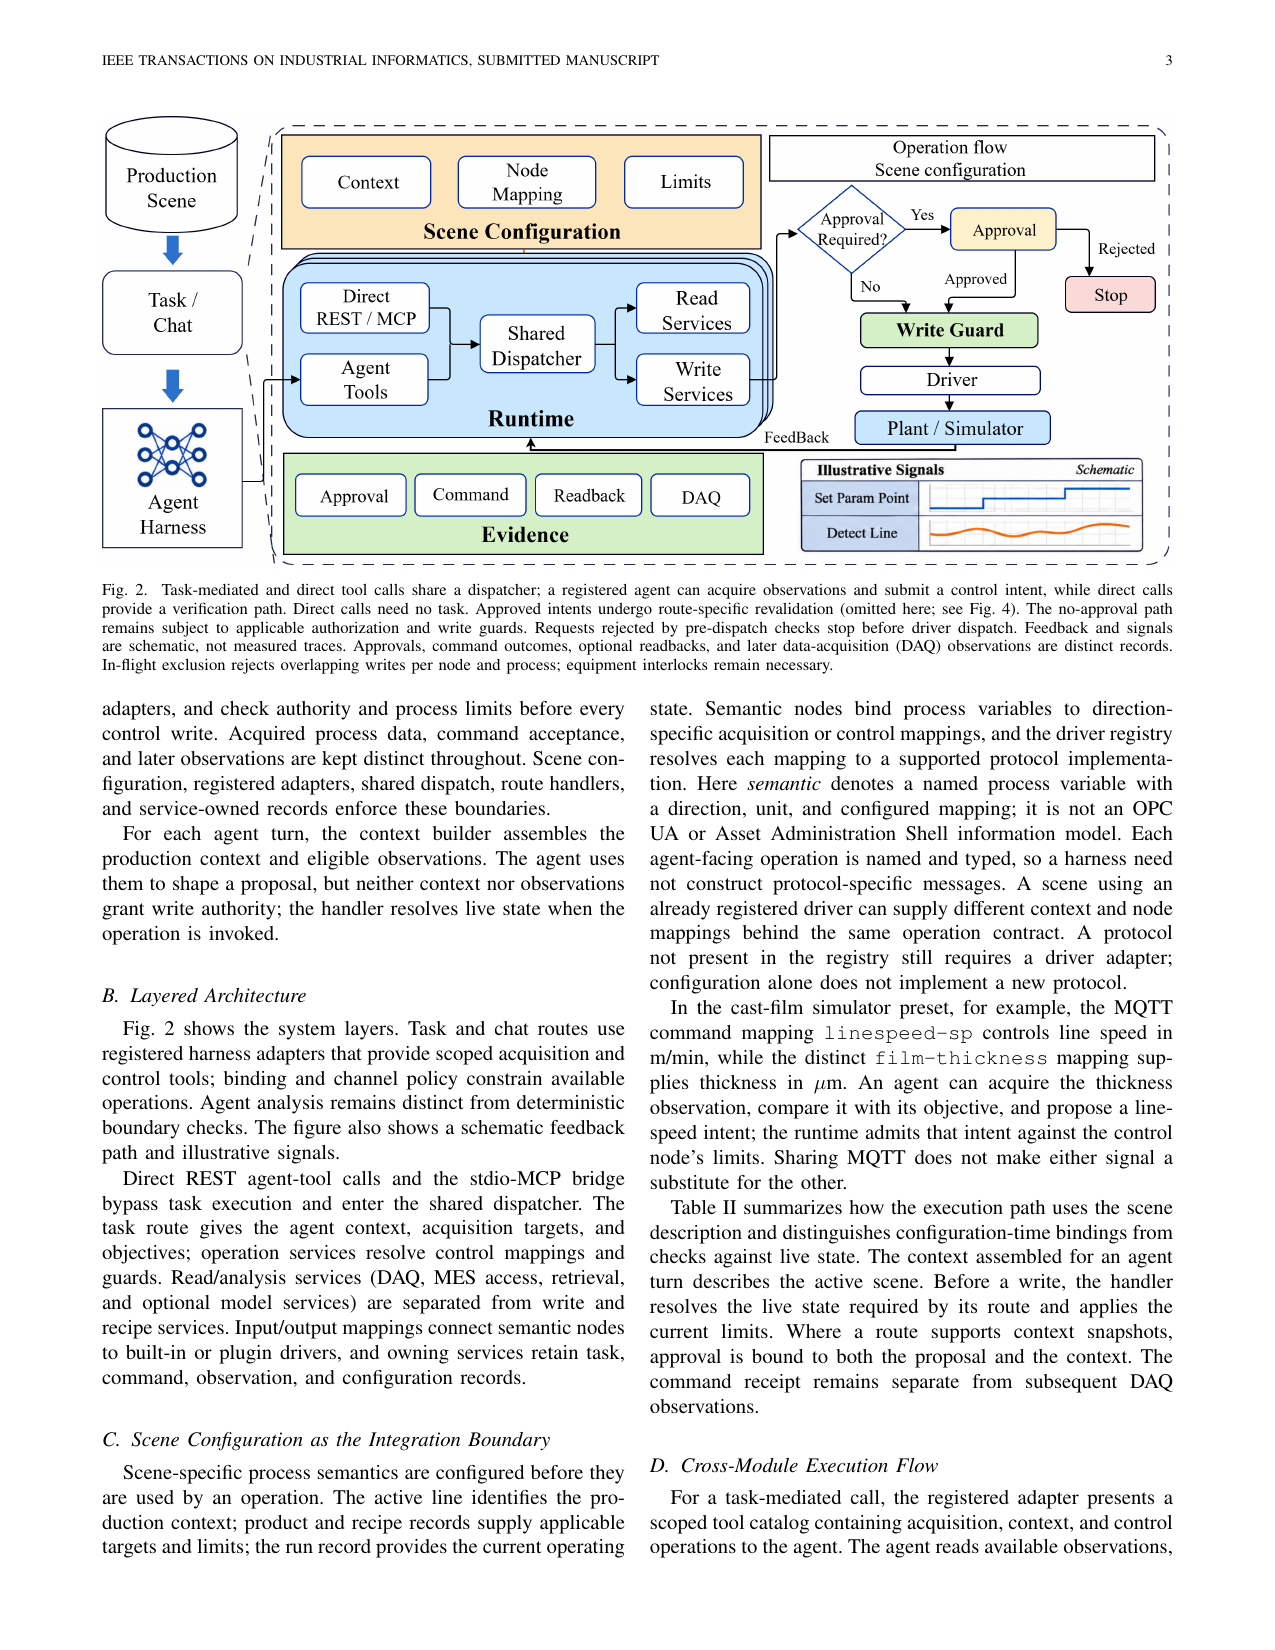 IEEE TRANSACTIONS ON INDUSTRIAL INFORMATICS, SUBMITTED MANUSCRIPT 3
Production
Scene
Task /
Chat
Agent
Harness
Context
Node
Mapping
Limits
Scene Configuration
Direct
REST / MCP
Agent
Tools
Shared
Dispatcher
Read
Services
Write
Services
Runtime
Approval
Command
Readback
DAQ
Evidence
Operation flow
Scene configuration
Approval
Required?
Yes
No
Approval
Rejected
Approved
Stop
Write Guard
Driver
Plant / Simulator
FeedBack
Illustrative Signals Schematic
Set Param Point
Detect Line
Fig. 2. Task-mediated and direct tool calls share a dispatcher; a registered agent can acquire observations and submit a control intent, while direct calls
provide a verification path. Direct calls need no task. Approved intents undergo route-specific revalidation (omitted here; see Fig. 4). The no-approval path
remains subject to applicable authorization and write guards. Requests rejected by pre-dispatch checks stop before driver dispatch. Feedback and signals
are schematic, not measured traces. Approvals, command outcomes, optional readbacks, and later data-acquisition (DAQ) observations are distinct records.
In-flight exclusion rejects overlapping writes per node and process; equipment interlocks remain necessary.
adapters, and check authority and process limits before every
control write. Acquired process data, command acceptance,
and later observations are kept distinct throughout. Scene con-
figuration, registered adapters, shared dispatch, route handlers,
and service-owned records enforce these boundaries.
For each agent turn, the context builder assembles the
production context and eligible observations. The agent uses
them to shape a proposal, but neither context nor observations
grant write authority; the handler resolves live state when the
operation is invoked.
B. Layered Architecture
Fig. 2 shows the system layers. Task and chat routes use
registered harness adapters that provide scoped acquisition and
control tools; binding and channel policy constrain available
operations. Agent analysis remains distinct from deterministic
boundary checks. The figure also shows a schematic feedback
path and illustrative signals.
Direct REST agent-tool calls and the stdio-MCP bridge
bypass task execution and enter the shared dispatcher. The
task route gives the agent context, acquisition targets, and
objectives; operation services resolve control mappings and
guards. Read/analysis services (DAQ, MES access, retrieval,
and optional model services) are separated from write and
recipe services. Input/output mappings connect semantic nodes
to built-in or plugin drivers, and owning services retain task,
command, observation, and configuration records.
C. Scene Configuration as the Integration Boundary
Scene-specific process semantics are configured before they
are used by an operation. The active line identifies the pro-
duction context; product and recipe records supply applicable
targets and limits; the run record provides the current operating
state. Semantic nodes bind process variables to direction-
specific acquisition or control mappings, and the driver registry
resolves each mapping to a supported protocol implementa-
tion. Here semantic denotes a named process variable with
a direction, unit, and configured mapping; it is not an OPC
UA or Asset Administration Shell information model. Each
agent-facing operation is named and typed, so a harness need
not construct protocol-specific messages. A scene using an
already registered driver can supply different context and node
mappings behind the same operation contract. A protocol
not present in the registry still requires a driver adapter;
configuration alone does not implement a new protocol.
In the cast-film simulator preset, for example, the MQTT
command mapping linespeed-sp controls line speed in
m/min, while the distinct film-thickness mapping sup-
plies thickness in μm. An agent can acquire the thickness
observation, compare it with its objective, and propose a line-
speed intent; the runtime admits that intent against the control
node's limits. Sharing MQTT does not make either signal a
substitute for the other.
Table II summarizes how the execution path uses the scene
description and distinguishes configuration-time bindings from
checks against live state. The context assembled for an agent
turn describes the active scene. Before a write, the handler
resolves the live state required by its route and applies the
current limits. Where a route supports context snapshots,
approval is bound to both the proposal and the context. The
command receipt remains separate from subsequent DAQ
observations.
D. Cross-Module Execution Flow
For a task-mediated call, the registered adapter presents a
scoped tool catalog containing acquisition, context, and control
operations to the agent. The agent reads available observations,